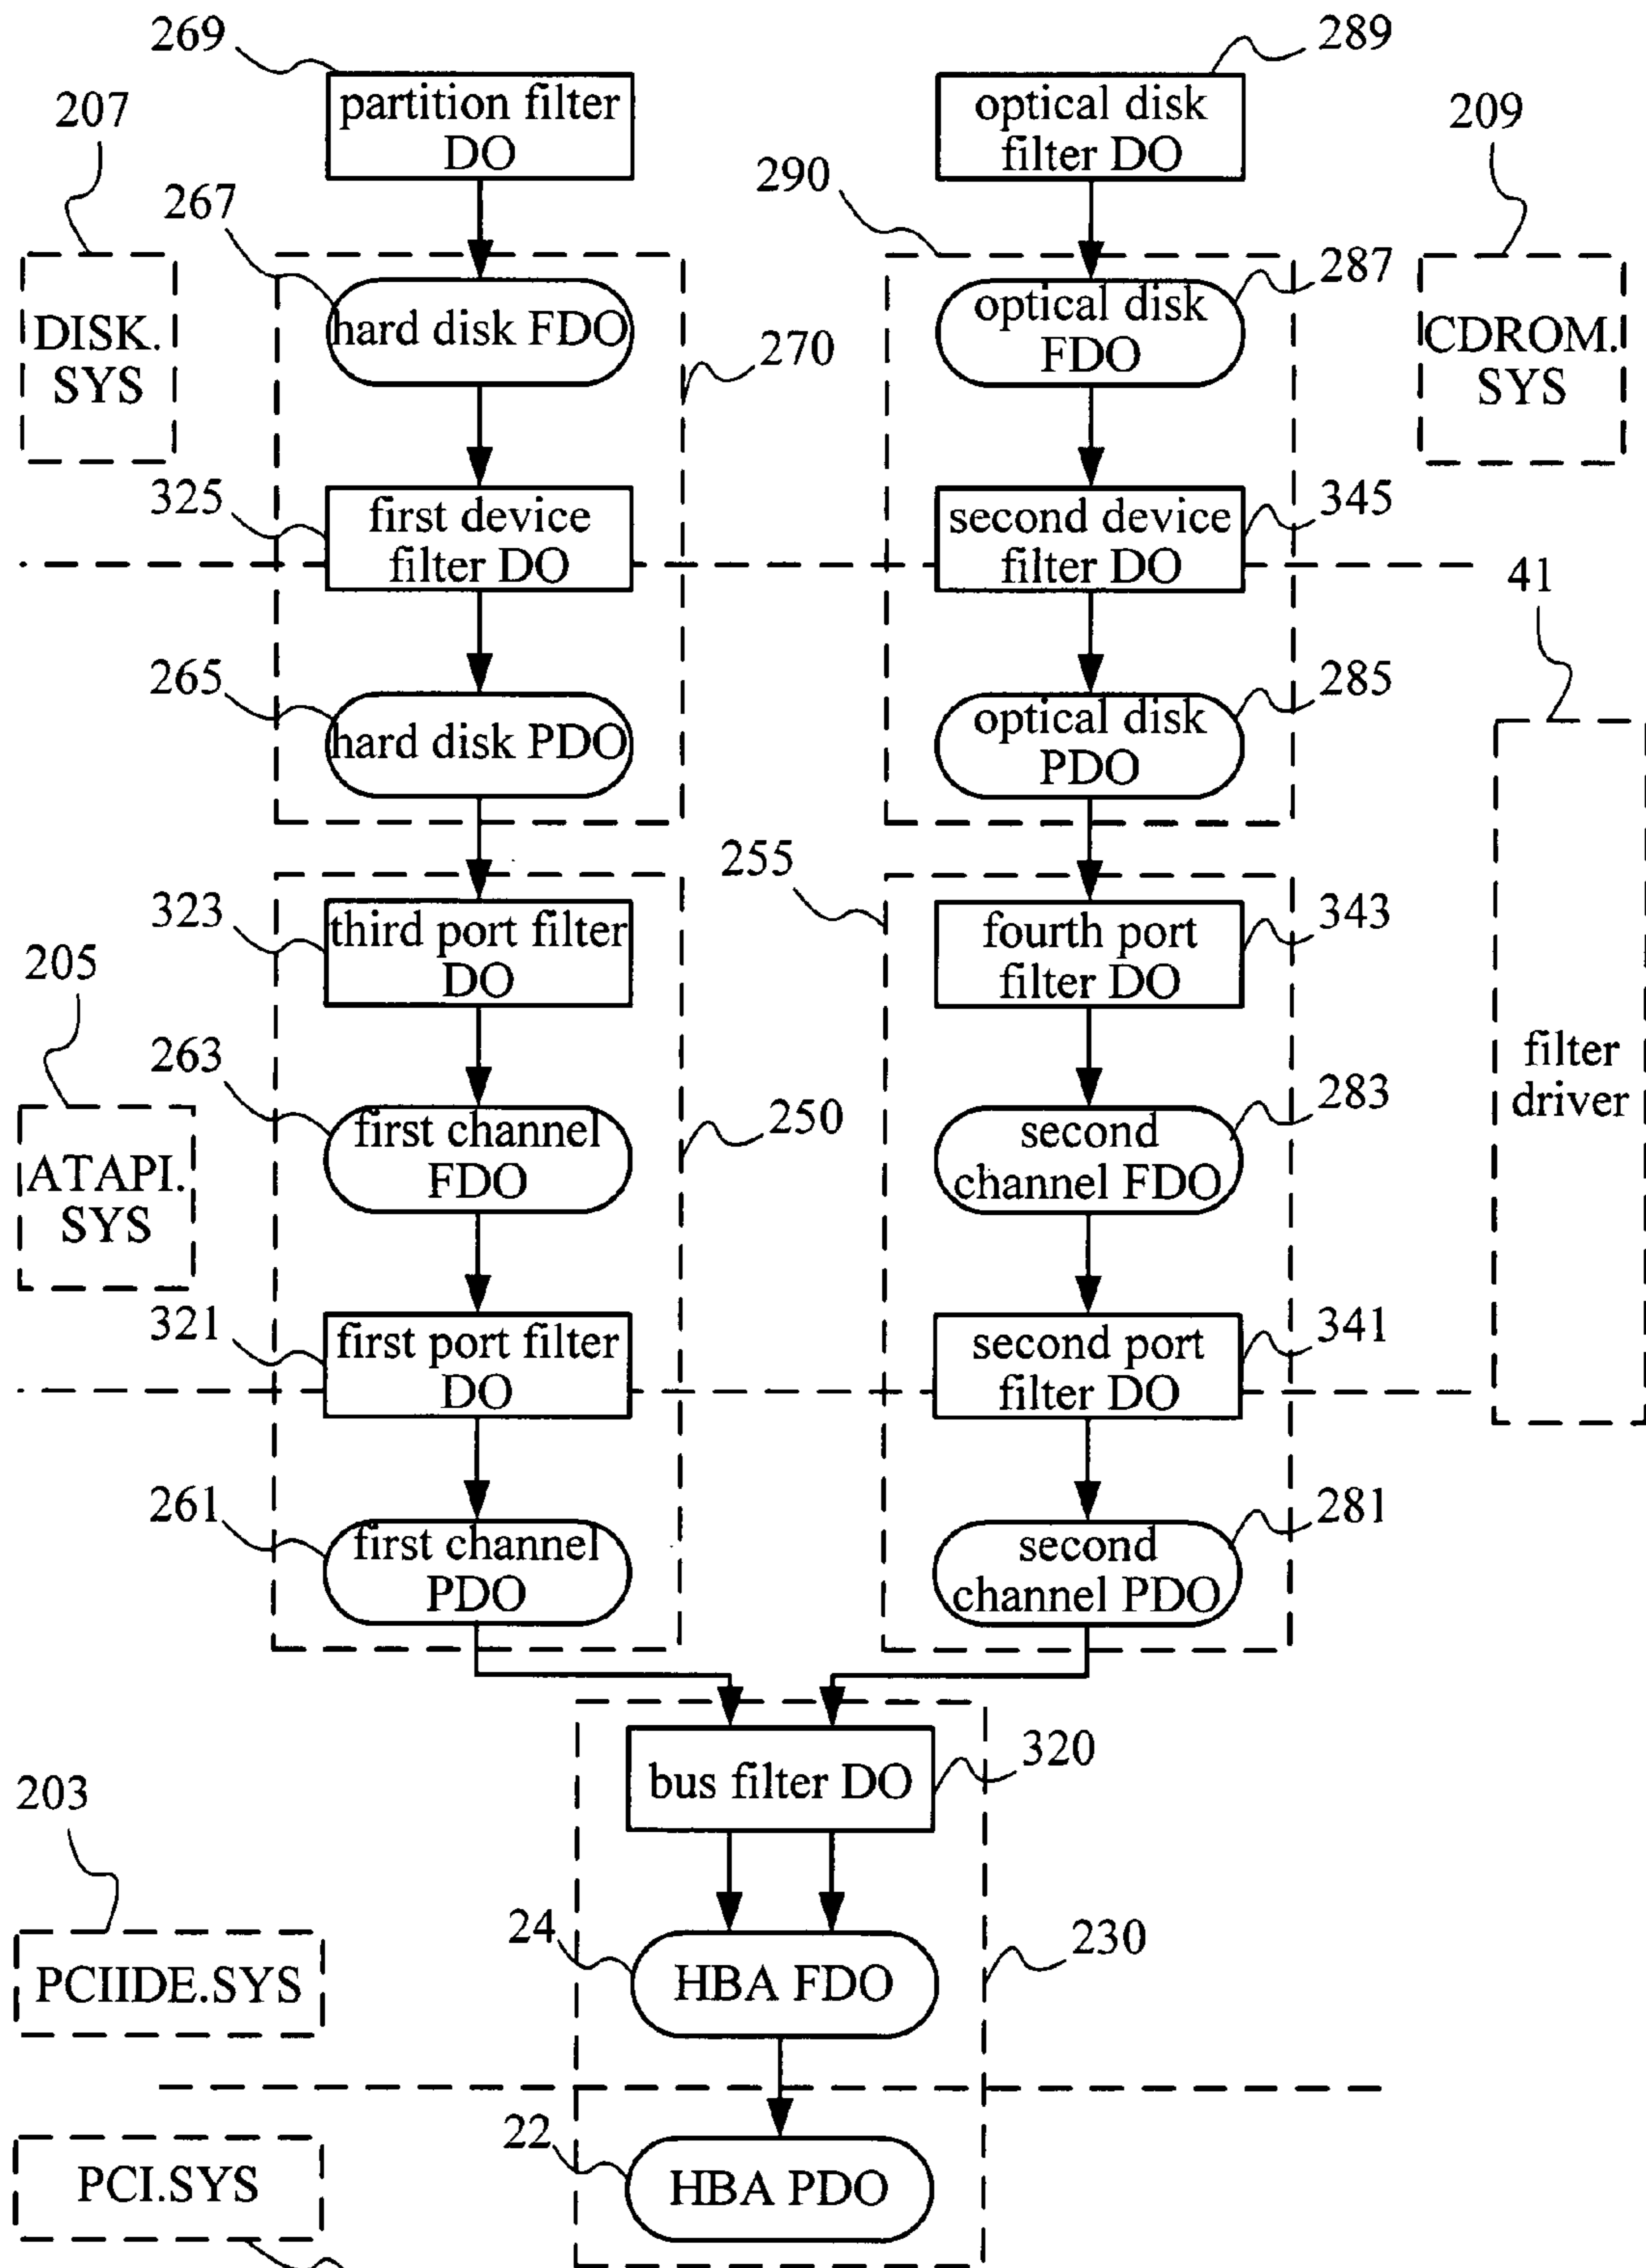 269
289
partition filter
DO
optical disk
filter DO
207
209
267
290
287
DISK.
SYS
hard disk FDO
optical disk
FDO
270
CDROM.
SYS
325
first device
filter DO
second device
filter DO
345
41
265
hard disk PDO
optical disk
PDO
285
255
323
third port filter
DO
fourth port
filter DO
343
205
filter
driver
263
first channel
FDO
250
second
channel FDO
283
ATAPI.
SYS
321
first port filter
DO
second port
filter DO
341
261
first channel
PDO
second
channel PDO
281
bus filter DO
320
203
24
HBA FDO
230
PCIIDE.SYS
22
HBA PDO
PCI.SYS